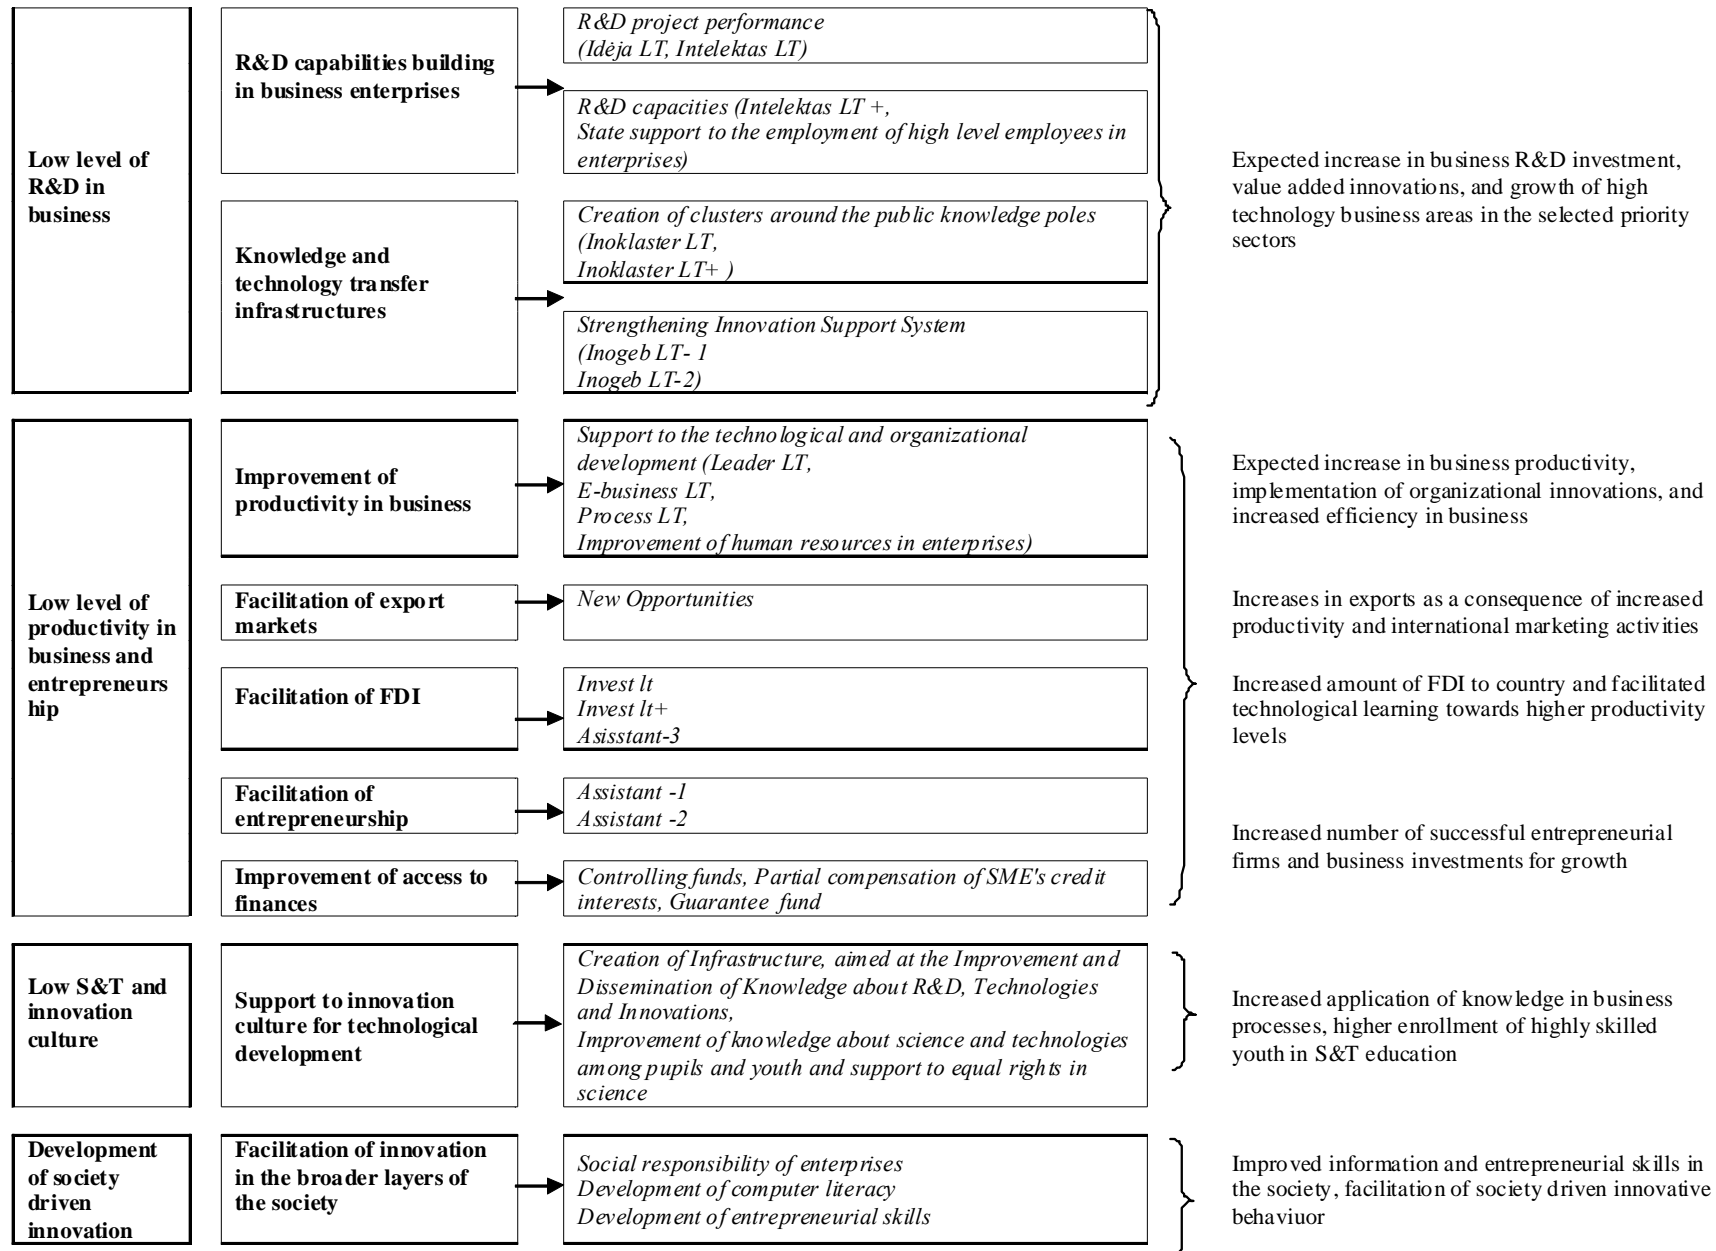 Low level of
R&D in
business
R&D capabilities building
in business enterprises
R&D project performance
(Idėja LT, Intelektas LT)
R&D capacities (Intelektas LT +,
State support to the employment of high level employees in
enterprises)
Knowledge and
technology transfer
infrastructures
Creation of clusters around the public knowledge poles
(Inoklaster LT,
Inoklaster LT+ )
Strengthening Innovation Support System
(Inogeb LT- 1
Inogeb LT-2)
Expected increase in business R&D investment,
value added innovations, and growth of high
technology business areas in the selected priority
sectors
Low level of
productivity in
business and
entrepreneurs
hip
Improvement of
productivity in business
Support to the technological and organizational
development (Leader LT,
E-business LT,
Process LT,
Improvement of human resources in enterprises)
Expected increase in business productivity,
implementation of organizational innovations, and
increased efficiency in business
Facilitation of export
markets
New Opportunities
Increases in exports as a consequence of increased
productivity and international marketing activities
Facilitation of FDI
Invest lt
Invest lt+
Asisstant-3
Increased amount of FDI to country and facilitated
technological learning towards higher productivity
levels
Facilitation of
entrepreneurship
Assistant -1
Assistant -2
Increased number of successful entrepreneurial
firms and business investments for growth
Improvement of access to
finances
Controlling funds, Partial compensation of SME's credit
interests, Guarantee fund
Low S&T and
innovation
culture
Support to innovation
culture for technological
development
Creation of Infrastructure, aimed at the Improvement and
Dissemination of Knowledge about R&D, Technologies
and Innovations,
Improvement of knowledge about science and technologies
among pupils and youth and support to equal rights in
science
Increased application of knowledge in business
processes, higher enrollment of highly skilled
youth in S&T education
Development
of society
driven
innovation
Facilitation of innovation
in the broader layers of
the society
Social responsibility of enterprises
Development of computer literacy
Development of entrepreneurial skills
Improved information and entrepreneurial skills in
the society, facilitation of society driven innovative
behaviuor